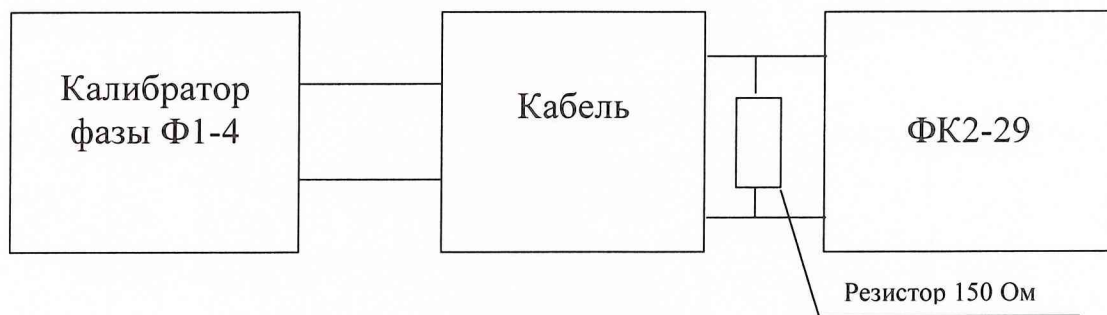 Калибратор
фазы Ф1-4
Кабель
ФК2-29
Резистор 150 Ом